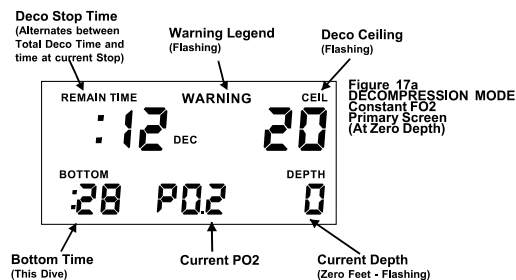 Deco Stop Time
(Alternates between
Total Deco Time and
time at current Stop)
Warning Legend
(Flashing)
Deco Ceiling
(Flashing)
Figure 17a
DECOMPRESSION MODE
Constant FO2
Primary Screen
(At Zero Depth)
REMAIN TIME
WARNING
CEIL
:12 DEC
20
BOTTOM
DEPTH
:28
PO.2
0
Bottom Time
(This Dive)
Current PO2
Current Depth
(Zero Feet - Flashing)